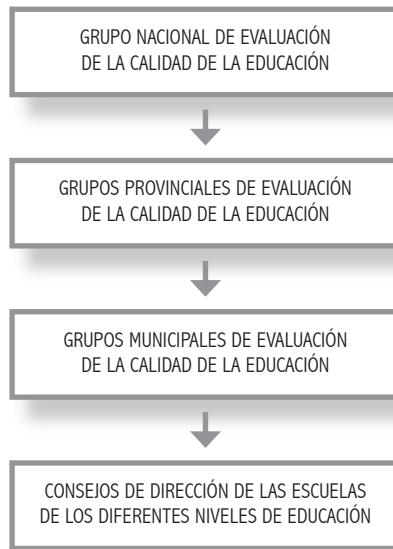 GRUPO NACIONAL DE EVALUACIÓN
DE LA CALIDAD DE LA EDUCACIÓN
GRUPOS PROVINCIALES DE EVALUACIÓN
DE LA CALIDAD DE LA EDUCACIÓN
GRUPOS MUNICIPALES DE EVALUACIÓN
DE LA CALIDAD DE LA EDUCACIÓN
CONSEJOS DE DIRECCIÓN DE LAS ESCUELAS
DE LOS DIFERENTES NIVELES DE EDUCACIÓN